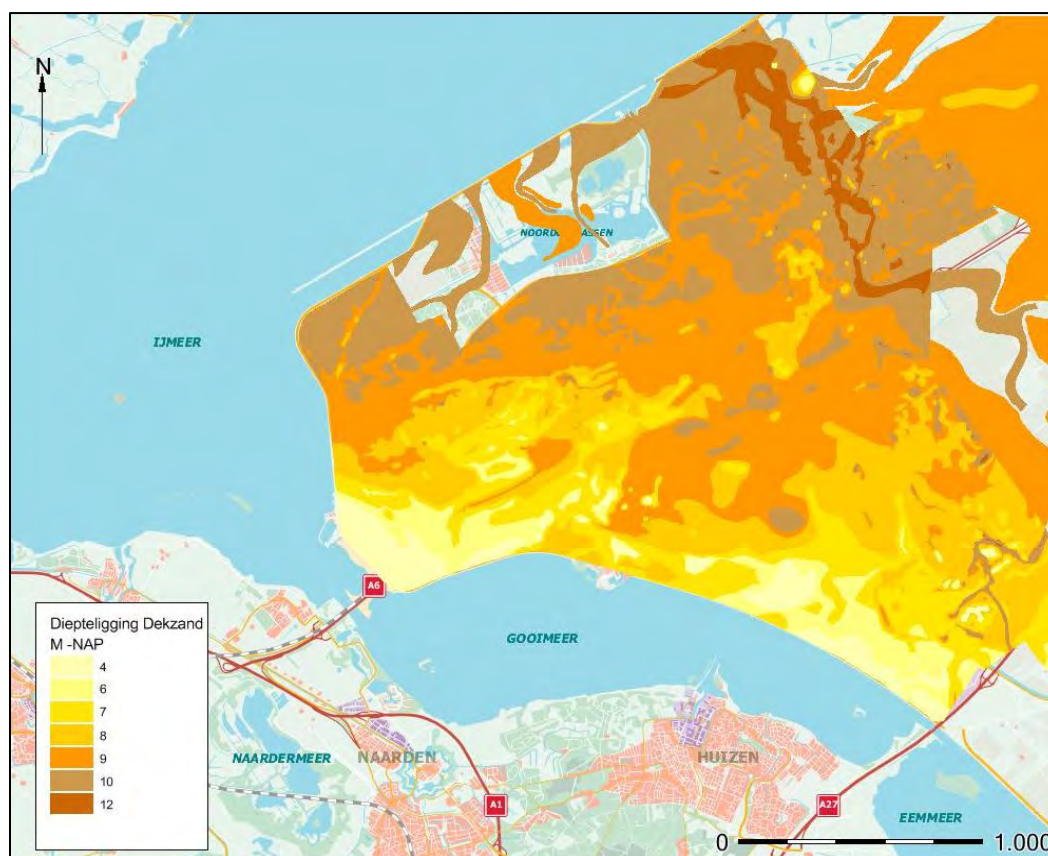 N
NOORDERPLASSEN
IJMEER
A6
GOOIMEER
Diepteligging Dekzand
M -NAP
4
6
7
8
9
10
12
NAARDERMEER
NAARDEN
HUIZEN
A1
A27
EEMMEER
0
1.000